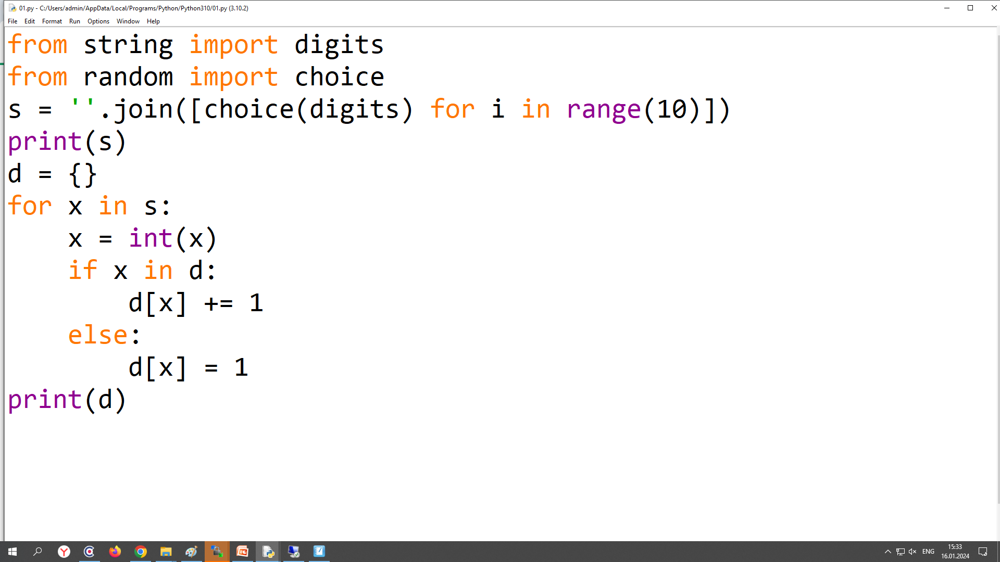 01.py - C:/Users/admin/AppData/Local/Programs/Python/Python310/01.py (3.10.2)
File Edit Format Run Options Window Help
from string import digits
from random import choice
s = ''.join([choice(digits) for i in range(10)])
print(s)
d = {}
for x in s:
    x = int(x)
    if x in d:
        d[x] += 1
    else:
        d[x] = 1
print(d)
ENG
15:33
16.01.2024